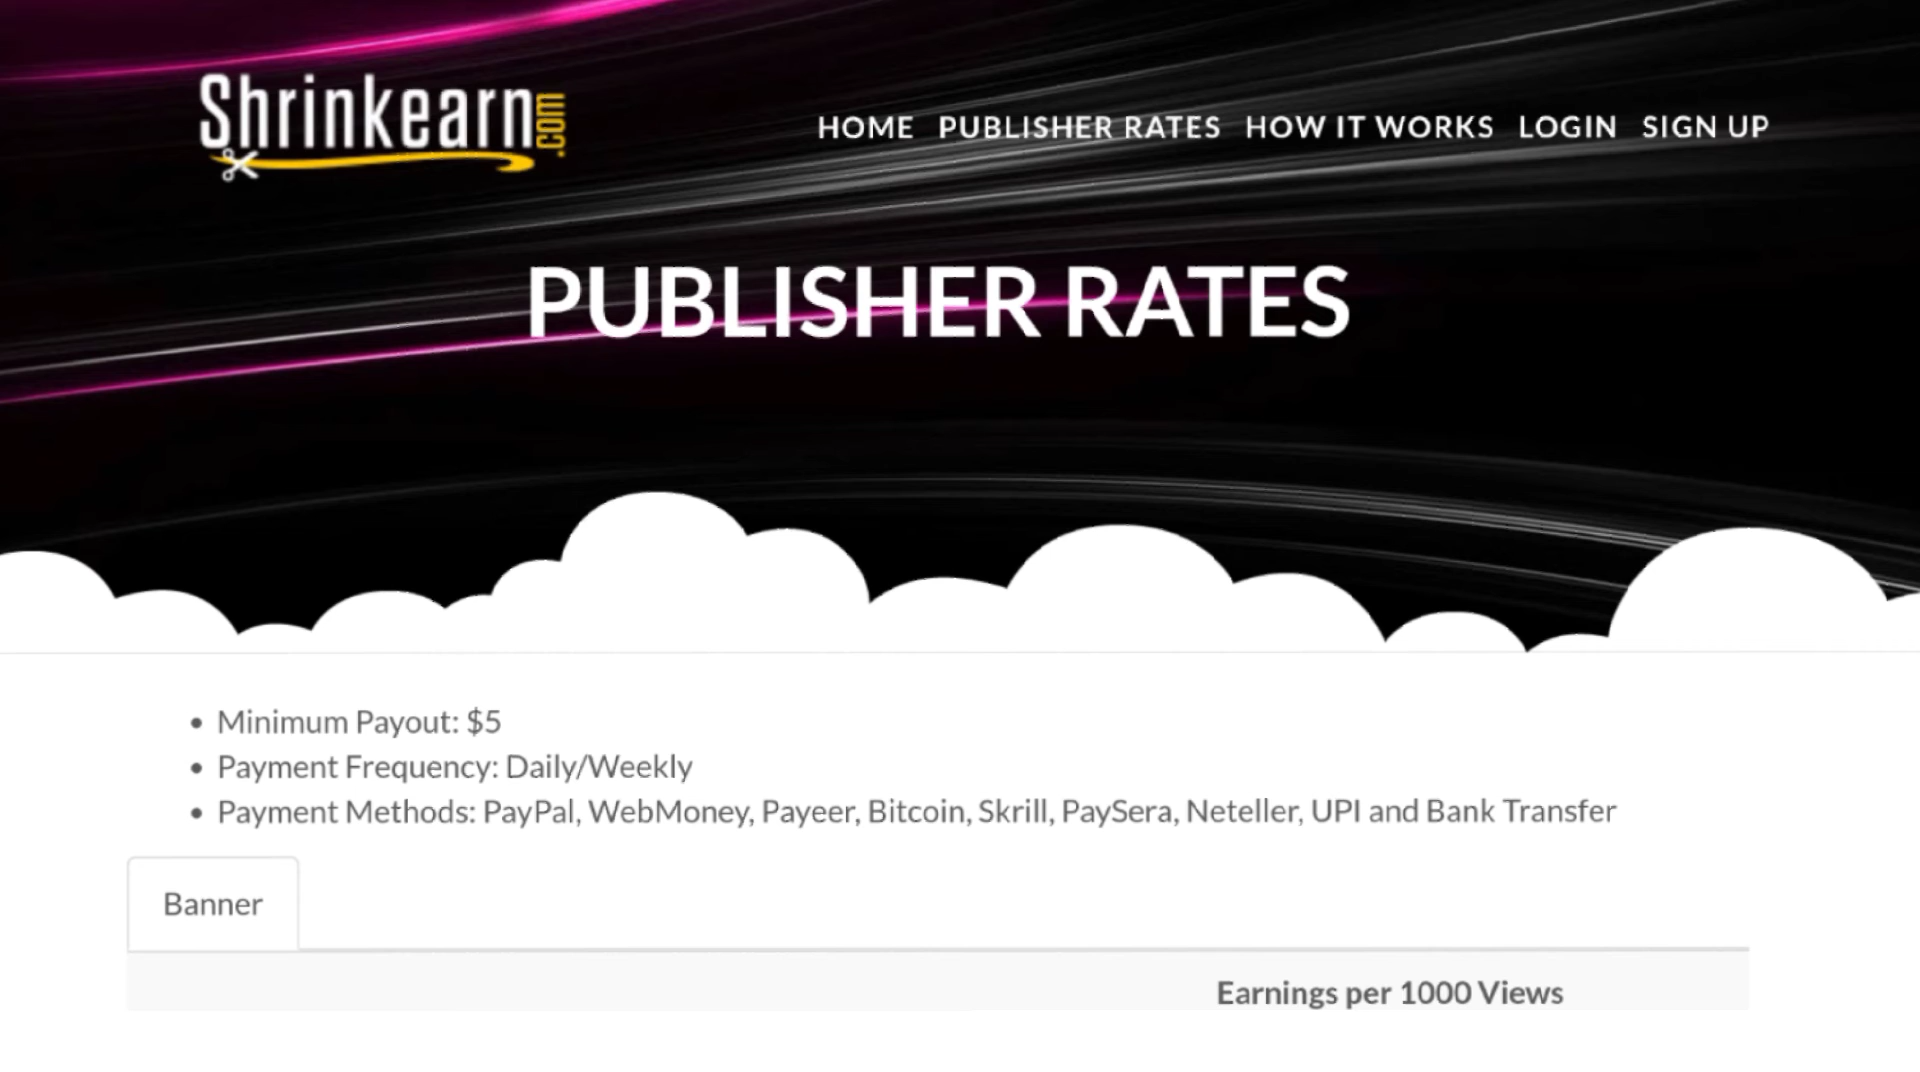 Shrinkearn.com
HOME PUBLISHER RATES HOW IT WORKS LOGIN SIGN UP
PUBLISHER RATES
• Minimum Payout: $5
• Payment Frequency: Daily/Weekly
• Payment Methods: PayPal, WebMoney, Payeer, Bitcoin, Skrill, PaySera, Neteller, UPI and Bank Transfer
Banner
Earnings per 1000 Views